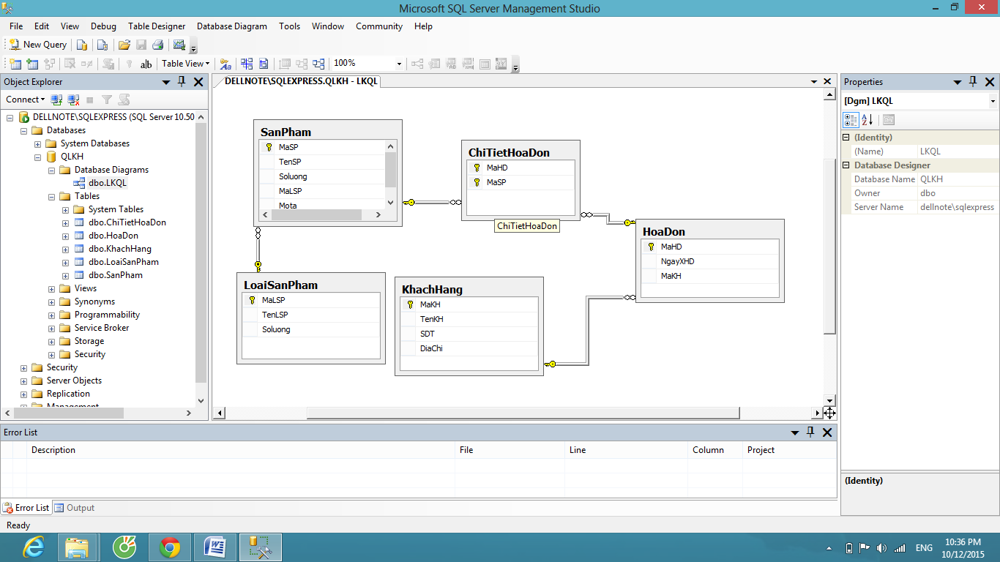 Microsoft SQL Server Management Studio
File Edit View Debug Table Designer Database Diagram Tools Window Community Help
New Query
ab Table View 100%
Object Explorer
Connect
DELLNOTE\SQLEXPRESS (SQL Server 10.50
Databases
System Databases
QLKH
Database Diagrams
dbo.LKQL
Tables
System Tables
dbo.ChiTietHoaDon
dbo.HoaDon
dbo.KhachHang
dbo.LoaiSanPham
dbo.SanPham
Views
Synonyms
Programmability
Service Broker
Storage
Security
Security
Server Objects
Replication
Management
DELLNOTE\SQLEXPRESS.QLKH - LKQL
SanPham
MaSP
TenSP
Soluong
MaLSP
Mota
ChiTietHoaDon
MaHD
MaSP
ChiTietHoaDon
HoaDon
MaHD
NgayXHD
MaKH
LoaiSanPham
MaLSP
TenLSP
Soluong
KhachHang
MaKH
TenKH
SDT
DiaChi
Properties
[Dgm] LKQL
(Identity)
(Name) LKQL
Database Designer
Database Name QLKH
Owner dbo
Server Name dellnote\sqlexpress
(Identity)
Error List
Description File Line Column Project
Error List Output
Ready
ENG
10:36 PM
10/12/2015